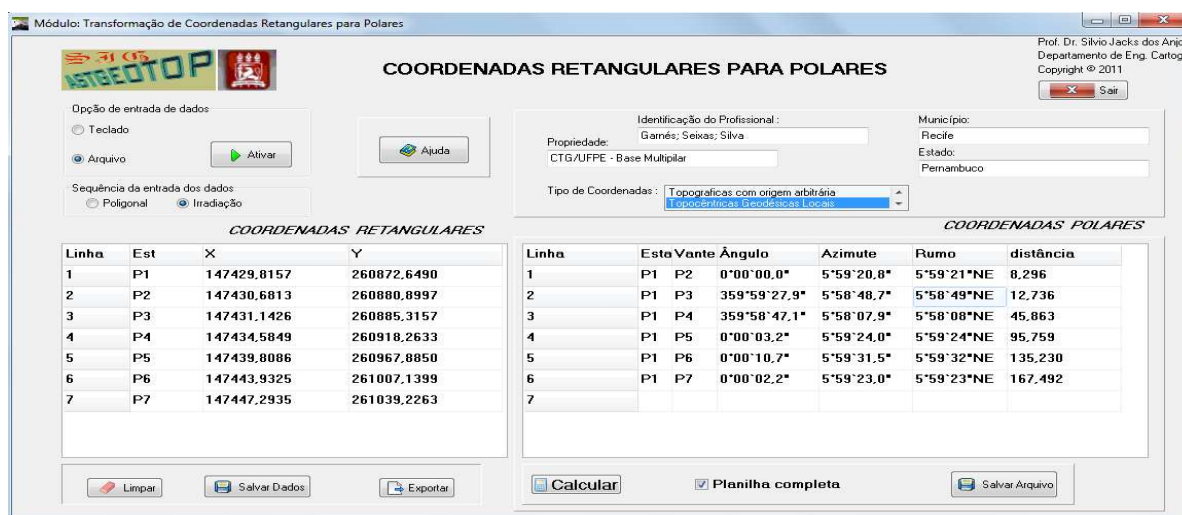 Módulo: Transformação de Coordenadas Retangulares para Polares
SIG
ASTGEOTOP
COORDENADAS RETANGULARES PARA POLARES
Prof. Dr. Silvio Jacks dos Anjo
Departamento de Eng. Cartog
Copyright © 2011
Sair
Opção de entrada de dados
Teclado
Arquivo
Ativar
Ajuda
Sequência da entrada dos dados
Poligonal Irradiação
Identificação do Profissional :
Garnés; Seixas; Silva
Propriedade:
CTG/UFPE - Base Multipilar
Município:
Recife
Estado:
Pernambuco
Tipo de Coordenadas : Topograficas com origem arbitrária
Topocêntricas Geodésicas Locais
COORDENADAS RETANGULARES
Linha Est X Y
1 P1 147429,8157 260872,6490
2 P2 147430,6813 260880,8997
3 P3 147431,1426 260885,3157
4 P4 147434,5849 260918,2633
5 P5 147439,8086 260967,8850
6 P6 147443,9325 261007,1399
7 P7 147447,2935 261039,2263
COORDENADAS POLARES
Linha Esta Vante Ângulo Azimute Rumo distância
1 P1 P2 0°00`00,0" 5°59`20,8" 5°59`21"NE 8,296
2 P1 P3 359°59`27,9" 5°58`48,7" 5°58`49"NE 12,736
3 P1 P4 359°58`47,1" 5°58`07,9" 5°58`08"NE 45,863
4 P1 P5 0°00`03,2" 5°59`24,0" 5°59`24"NE 95,759
5 P1 P6 0°00`10,7" 5°59`31,5" 5°59`32"NE 135,230
6 P1 P7 0°00`02,2" 5°59`23,0" 5°59`23"NE 167,492
7
Limpar Salvar Dados Exportar
Calcular Planilha completa Salvar Arquivo